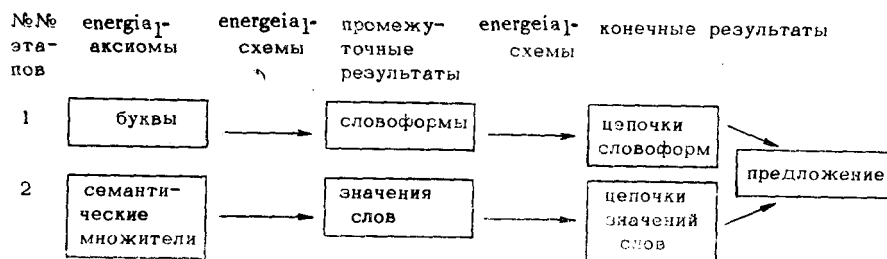 №№ energia₁- energeia₁- промежу- energeia₁- конечные результаты
эта- аксиомы схемы точные схемы
пов результаты
1 буквы словоформы цэпочки
словоформ
предложение
2 семанти- значения цепочки
ческие слов значений
множители слов